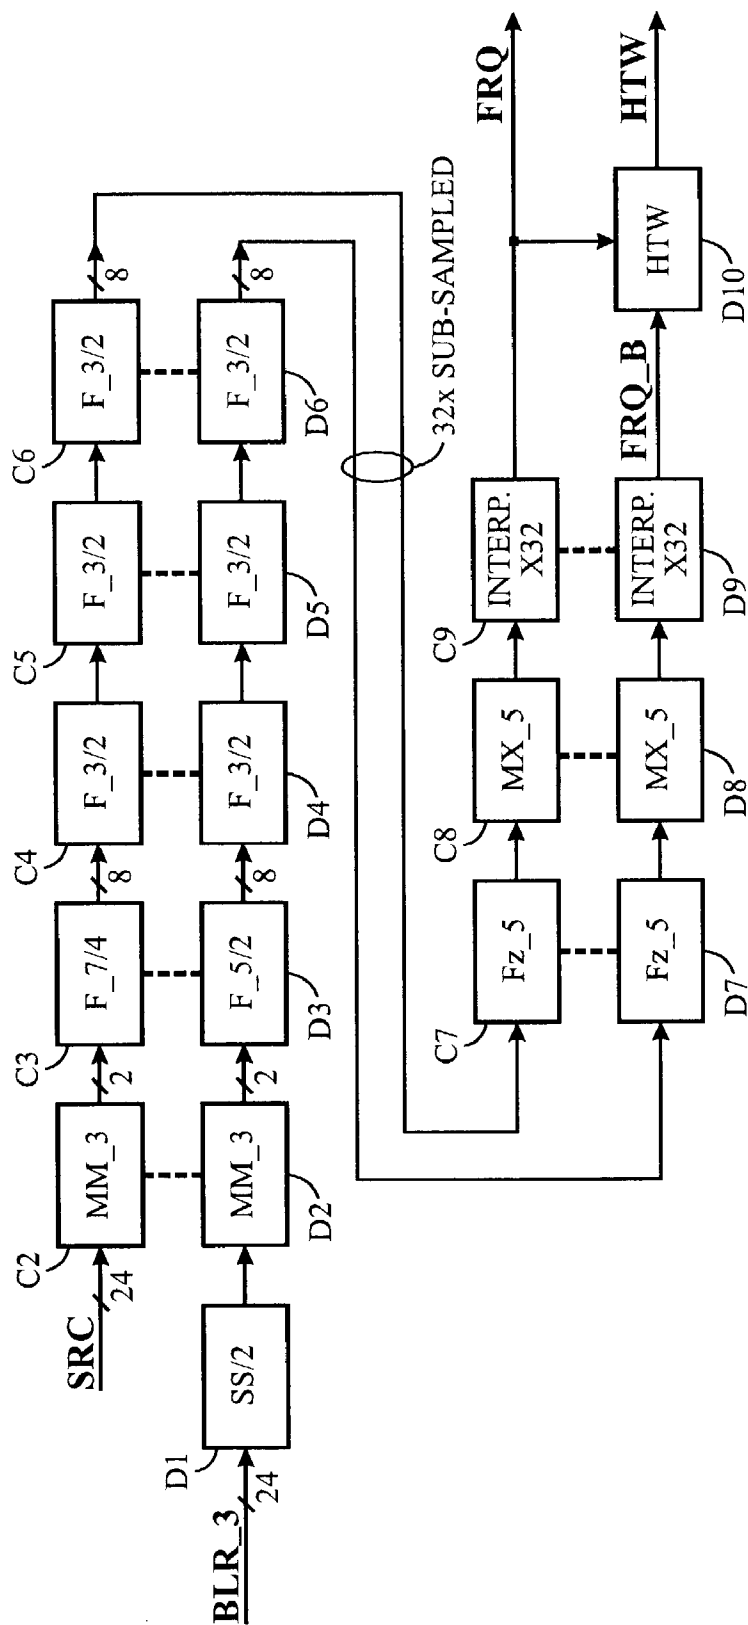 SRC
24
C2
MM_3
2
C3
F_7/4
8
C4
F_3/2
C5
F_3/2
C6
F_3/2
8
BLR_3
24
D1
SS/2
D2
MM_3
2
D3
F_5/2
8
D4
F_3/2
D5
F_3/2
D6
F_3/2
8
32x SUB-SAMPLED
C7
Fz_5
C8
MX_5
C9
INTERP.
X32
FRQ
D7
Fz_5
D8
MX_5
D9
INTERP.
X32
FRQ_B
D10
HTW
HTW